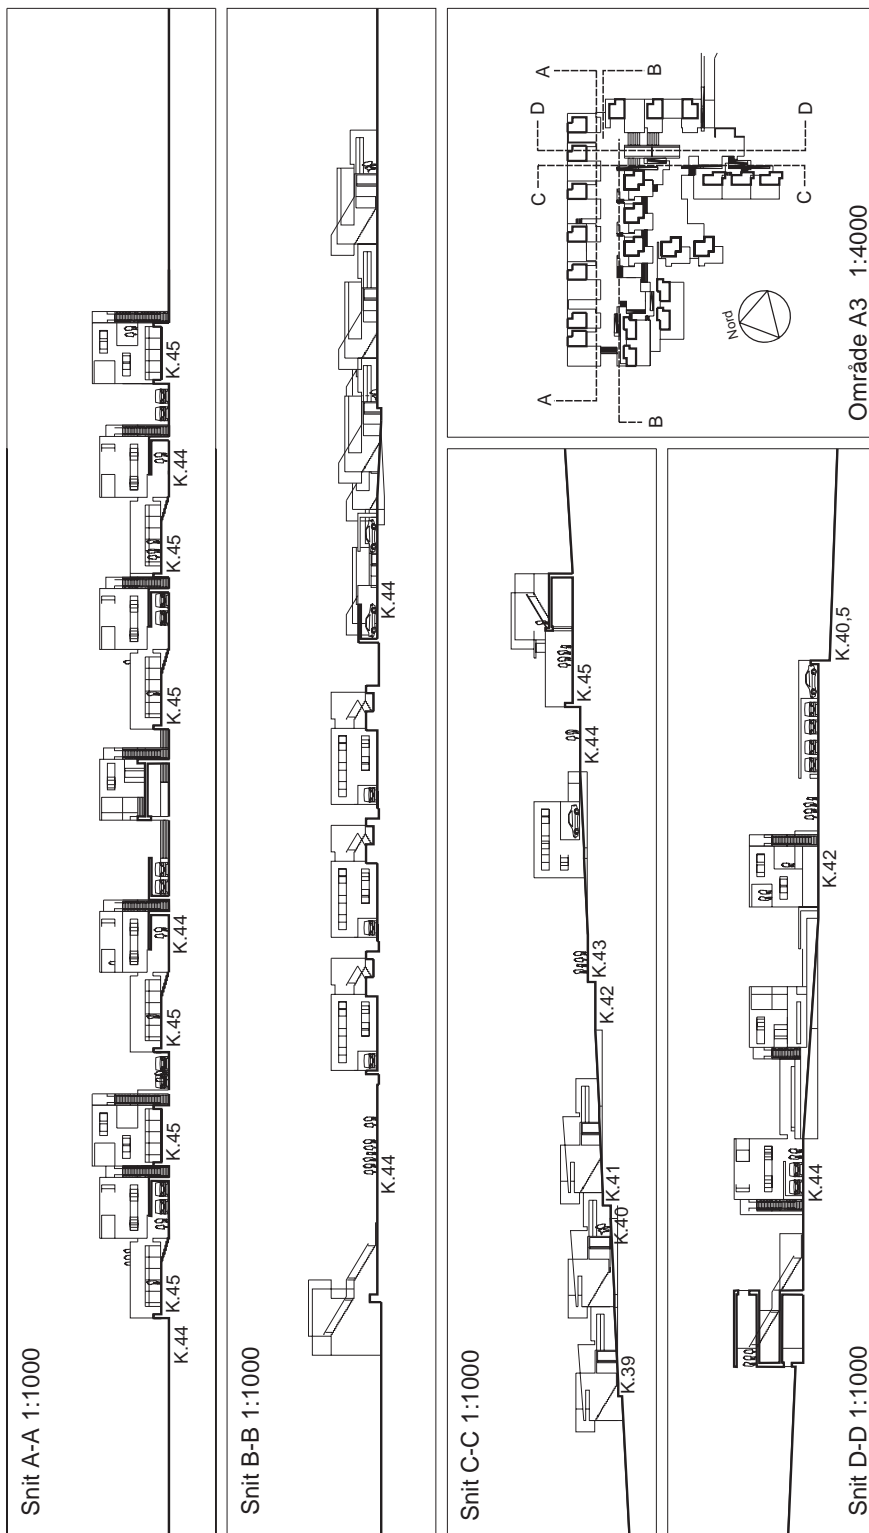 Snit A-A 1:1000
K.44
K.45
K.45
K.45
K.44
K.45
K.45
K.44
K.45
Snit B-B 1:1000
K.44
K.44
Snit C-C 1:1000
K.39
K.40
K.41
K.42
K.43
K.44
K.45
Snit D-D 1:1000
K.44
K.42
K.40,5
Område A3 1:4000
Nord
A
A
B
B
C
C
D
D